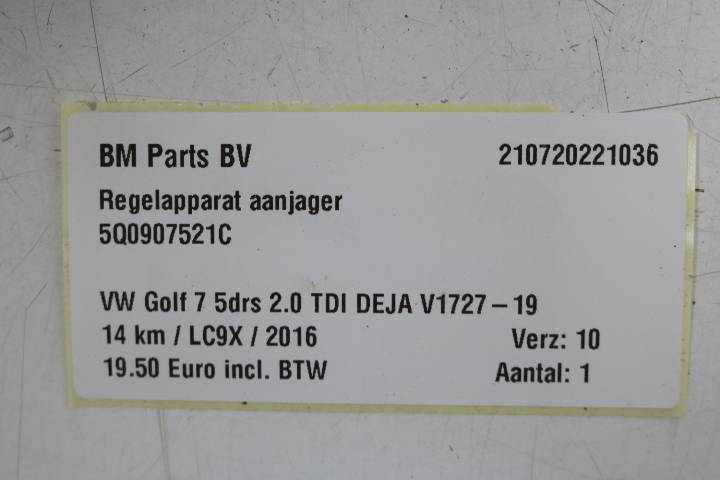 BM Parts BV 210720221036
Regelapparat aanjager
5Q0907521C
VW Golf 7 5drs 2.0 TDI DEJA V1727-19
14 km / LC9X / 2016 Verz: 10
19.50 Euro incl. BTW Aantal: 1